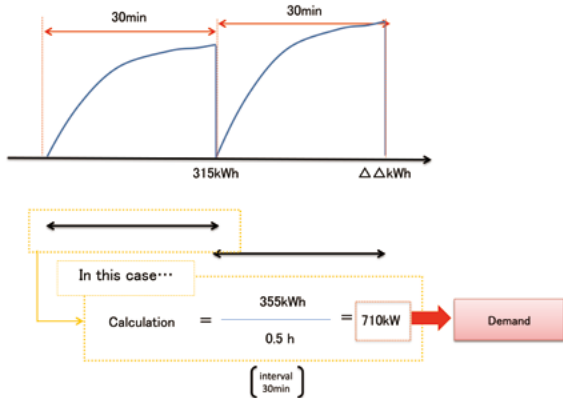 30min 30min
315kWh △△kWh
In this case…
Calculation = 355kWh / 0.5 h = 710kW Demand
interval
30min